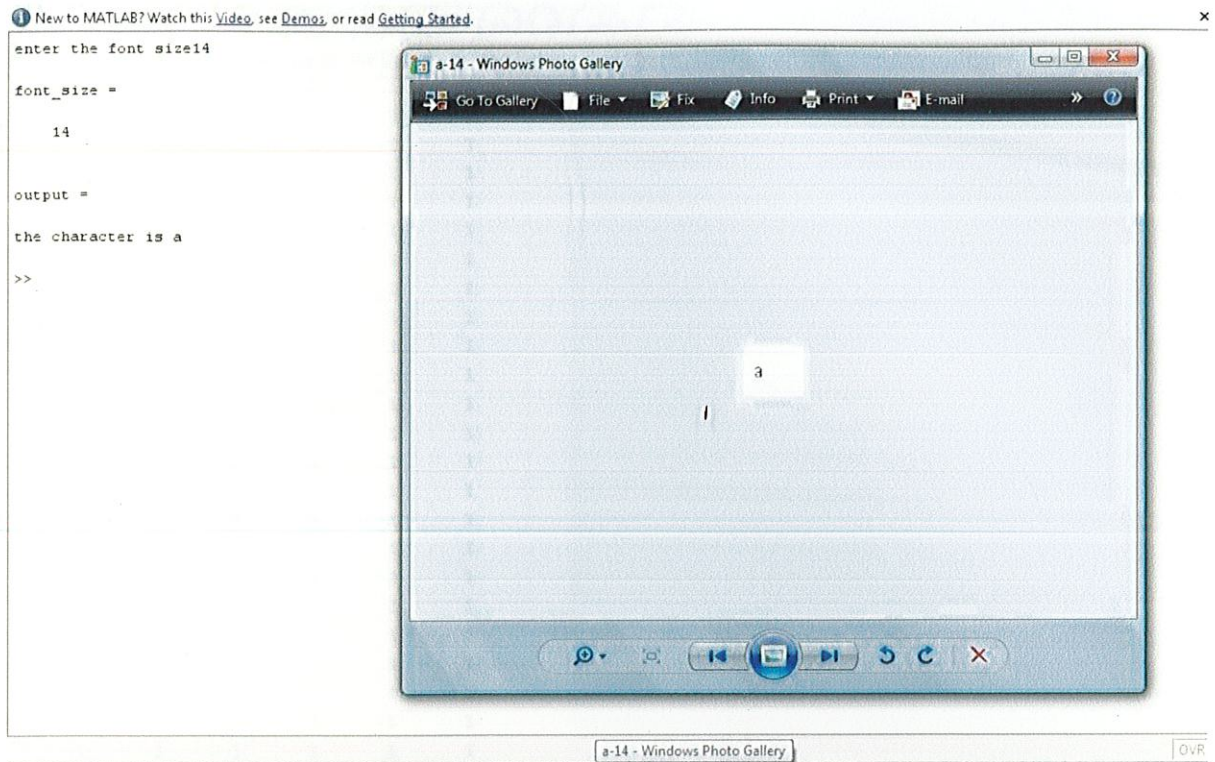 New to MATLAB? Watch this Video, see Demos, or read Getting Started.
enter the font size14
font_size =
14
output =
the character is a
>>
a-14 - Windows Photo Gallery
Go To Gallery File Fix Info Print E-mail » ?
a
a-14 - Windows Photo Gallery
OVR